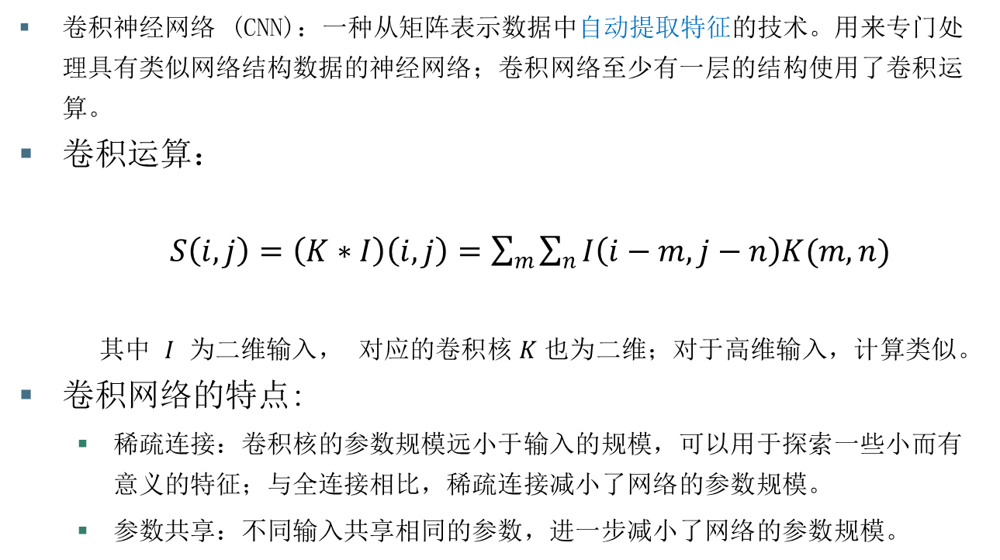 卷积神经网络 (CNN)：一种从矩阵表示数据中自动提取特征的技术。用来专门处
理具有类似网络结构数据的神经网络；卷积网络至少有一层的结构使用了卷积运
算。
卷积运算：
S(i,j) = (K ∗ I)(i,j) = ∑ₘ∑ₙ I(i − m, j − n)K(m,n)
其中 I 为二维输入， 对应的卷积核 K 也为二维；对于高维输入，计算类似。
卷积网络的特点：
稀疏连接：卷积核的参数规模远小于输入的规模，可以用于探索一些小而有
意义的特征；与全连接相比，稀疏连接减小了网络的参数规模。
参数共享：不同输入共享相同的参数，进一步减小了网络的参数规模。